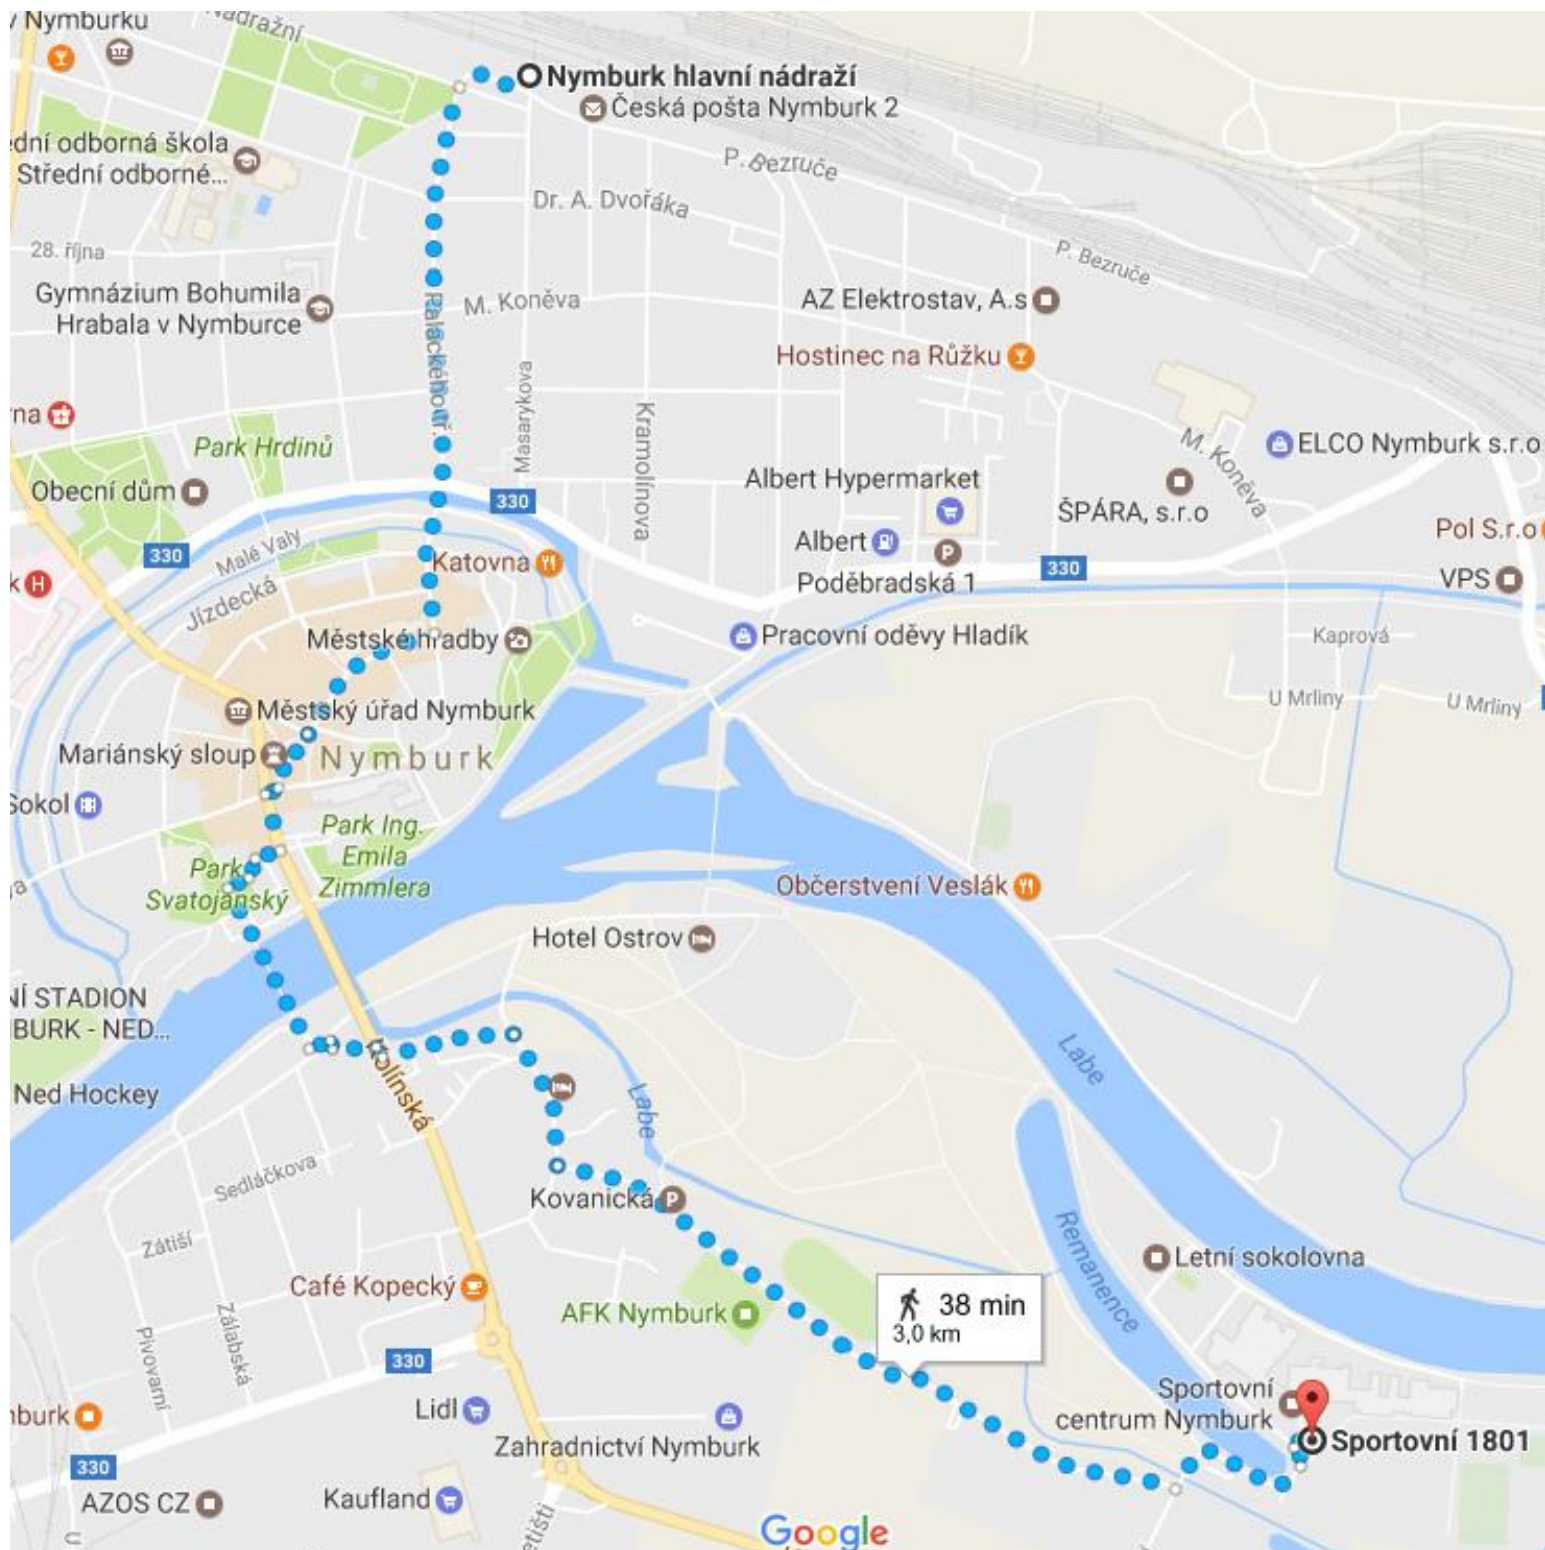 v Nymburku
Nádražní
Nymburk hlavní nádraží
Česká pošta Nymburk 2
P. Bezruče
ední odborná škola
Střední odborné...
Dr. A. Dvořáka
28. října
P. Bezruče
Gymnázium Bohumila
Hrabala v Nymburce
M. Koněva
AZ Elektrostav, A.s
Palackého tř.
Hostinec na Růžku
Masarykova
Kramolínova
rna
Park Hrdinů
M. Koněva
ELCO Nymburk s.r.o
Obecní dům
330
Albert Hypermarket
ŠPÁRA, s.r.o
Pol S.r.o
330
Malé Valy
Katovna
Albert
P
330
k
H
Jízdecká
Poděbradská 1
VPS
Městské hradby
Pracovní oděvy Hladík
Kaprová
U Mrliny
U Mrliny
Městský úřad Nymburk
Mariánský sloup
Nymburk
Sokol
Park Ing.
Emila
Zimmlera
Park
Svatojánský
Občerstvení Veslák
Hotel Ostrov
NÍ STADION
MBURK - NED...
Labe
Ned Hockey
Kolínská
Labe
Sedláčkova
Kovanická
P
Zátiší
Remanence
Letní sokolovna
Café Kopecký
AFK Nymburk
38 min
3,0 km
Zálabská
Pivovarní
330
Sportovní
centrum Nymburk
mburk
Lidl
Zahradnictví Nymburk
Sportovní 1801
330
AZOS CZ
Kaufland
etišti
U
Google